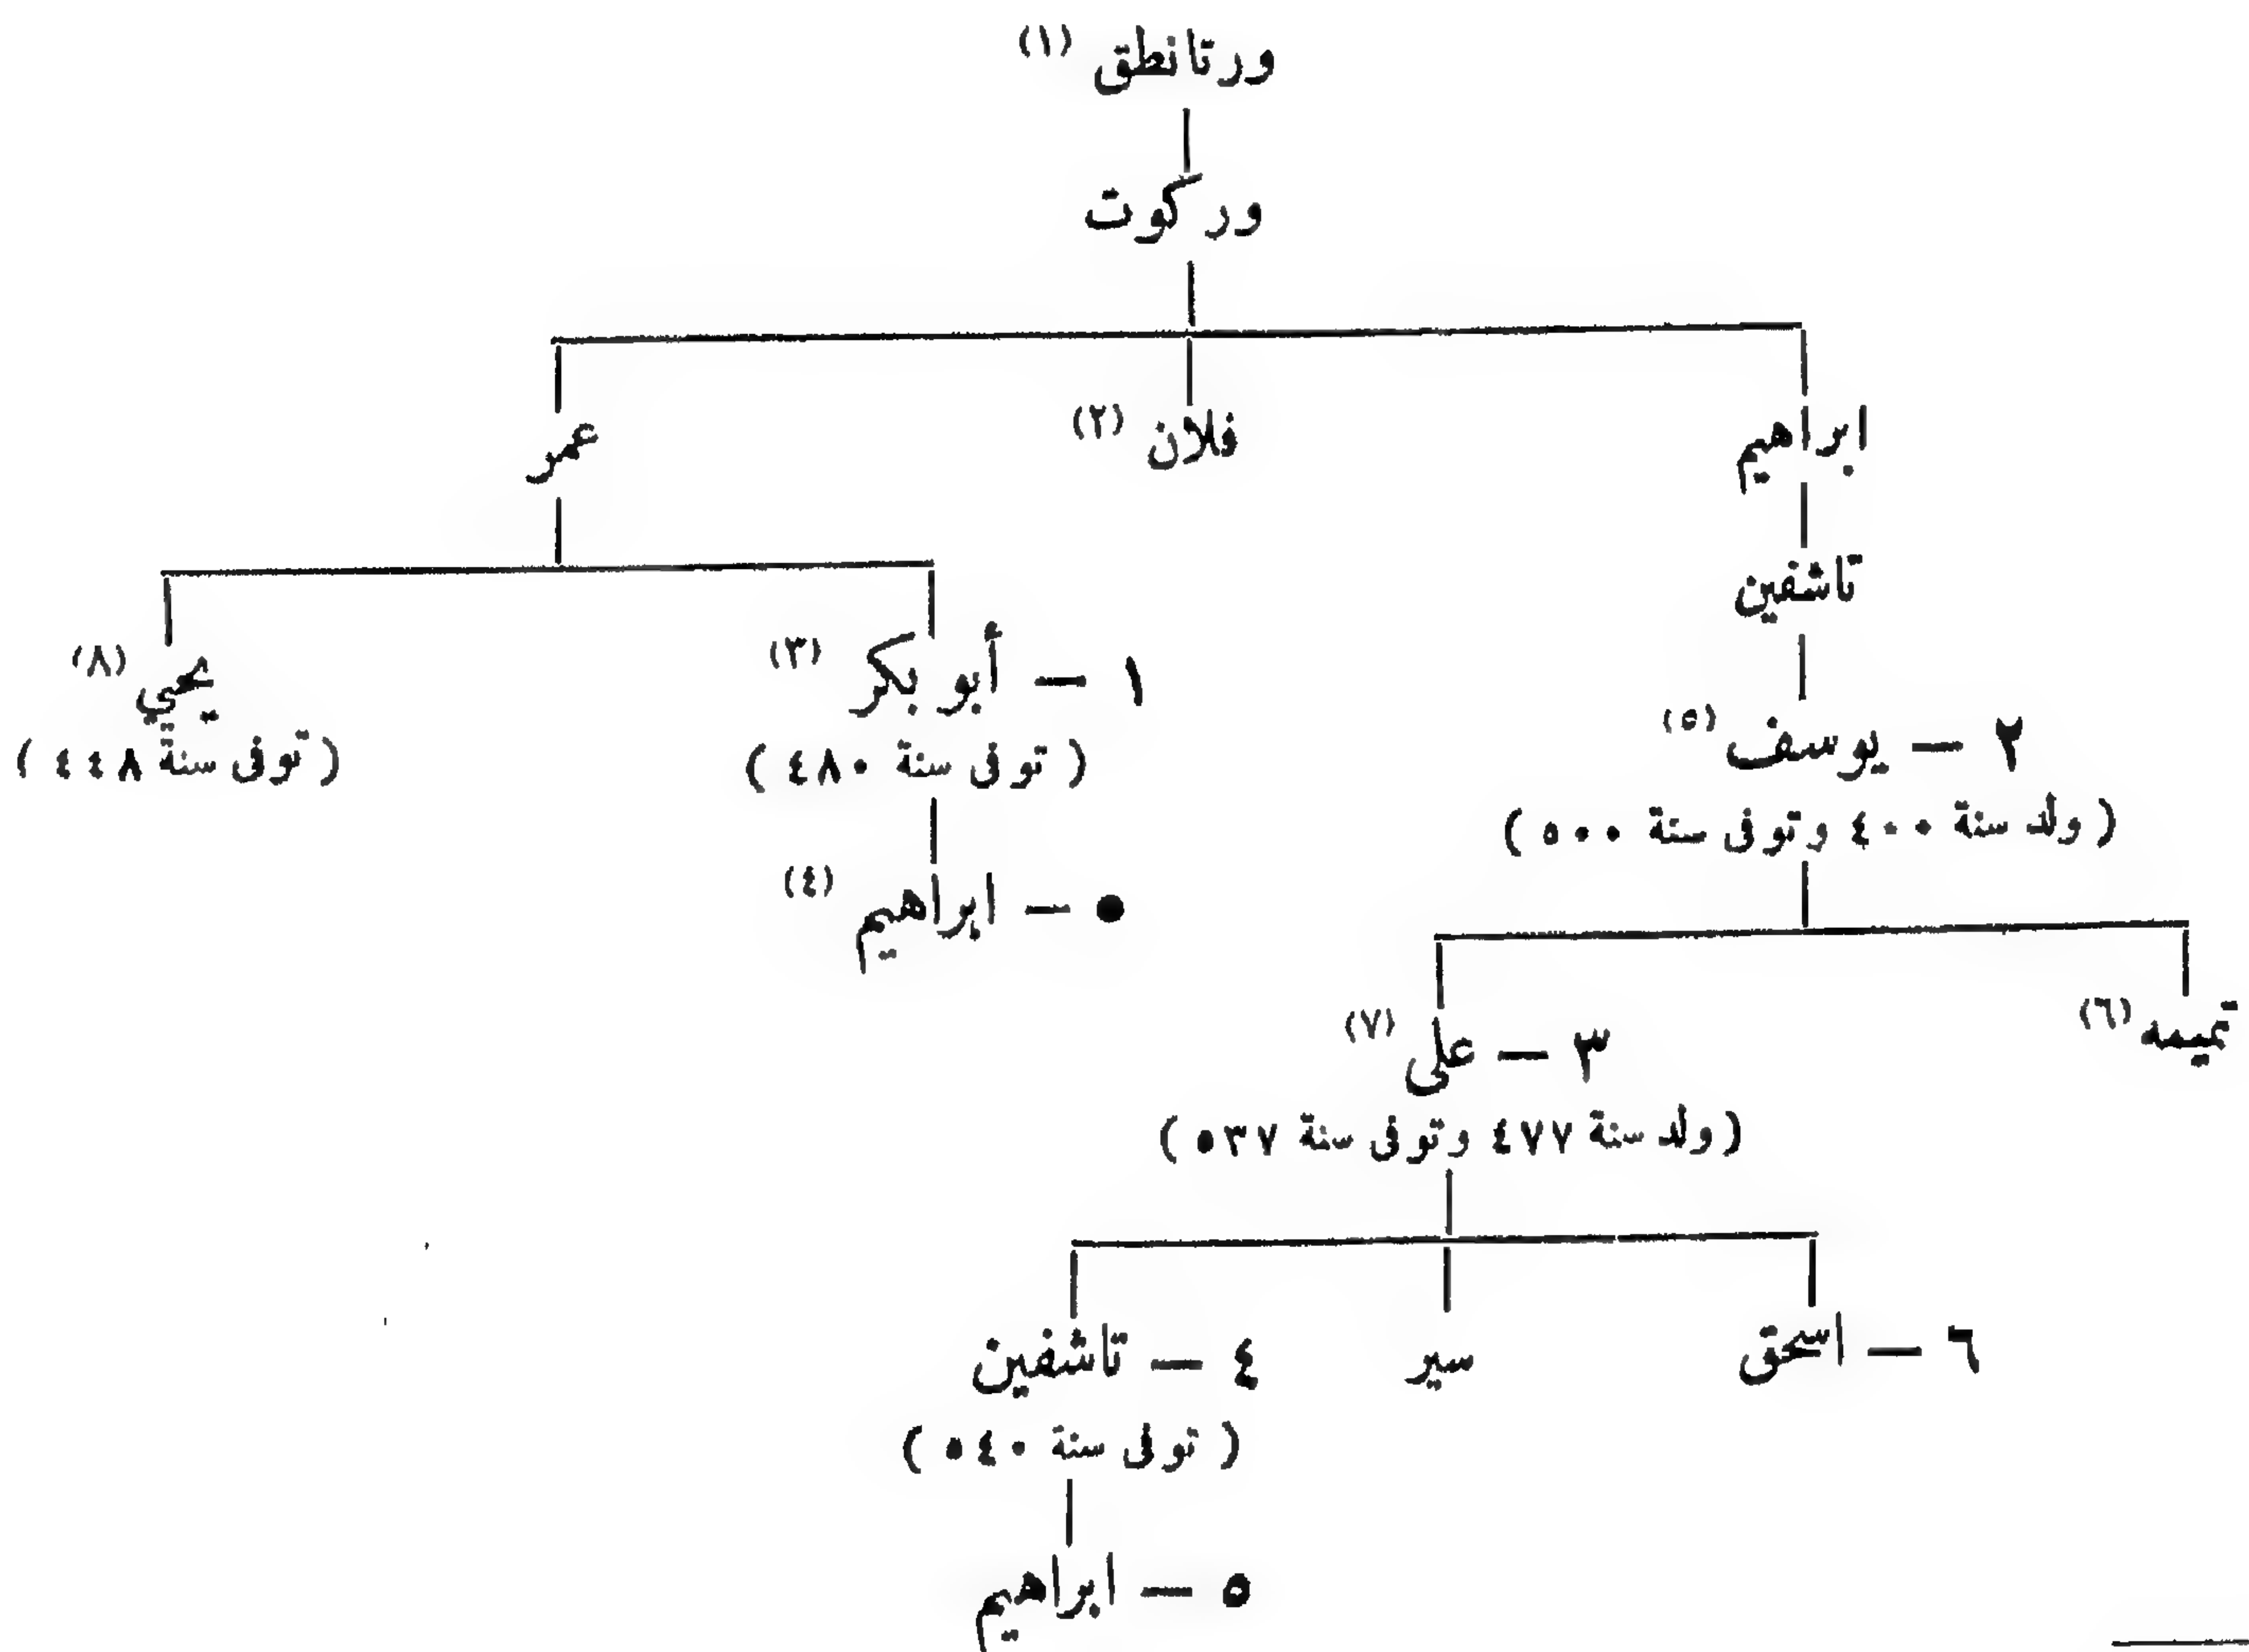 ورتانطق (١)
وركوت
ابراهيم
فلان (٢)
عمر
تاشفين
١ – أبو بكر (٣)
يحي (٨)
(توفى سنة ٤٨٠)
(توفى سنة ٤٤٨)
٢ – يوسف (٥)
(ولد سنة ٤٠٠ وتوفى سنة ٥٠٠)
● – إبراهيم (٤)
تميمه (٦)
٣ – على (٧)
(ولد سنة ٤٧٧ وتوفى سنة ٥٣٧)
٦ – اسحق
سير
٤ – تاشفين
(توفى سنة ٥٤٠)
٥ – ابراهيم